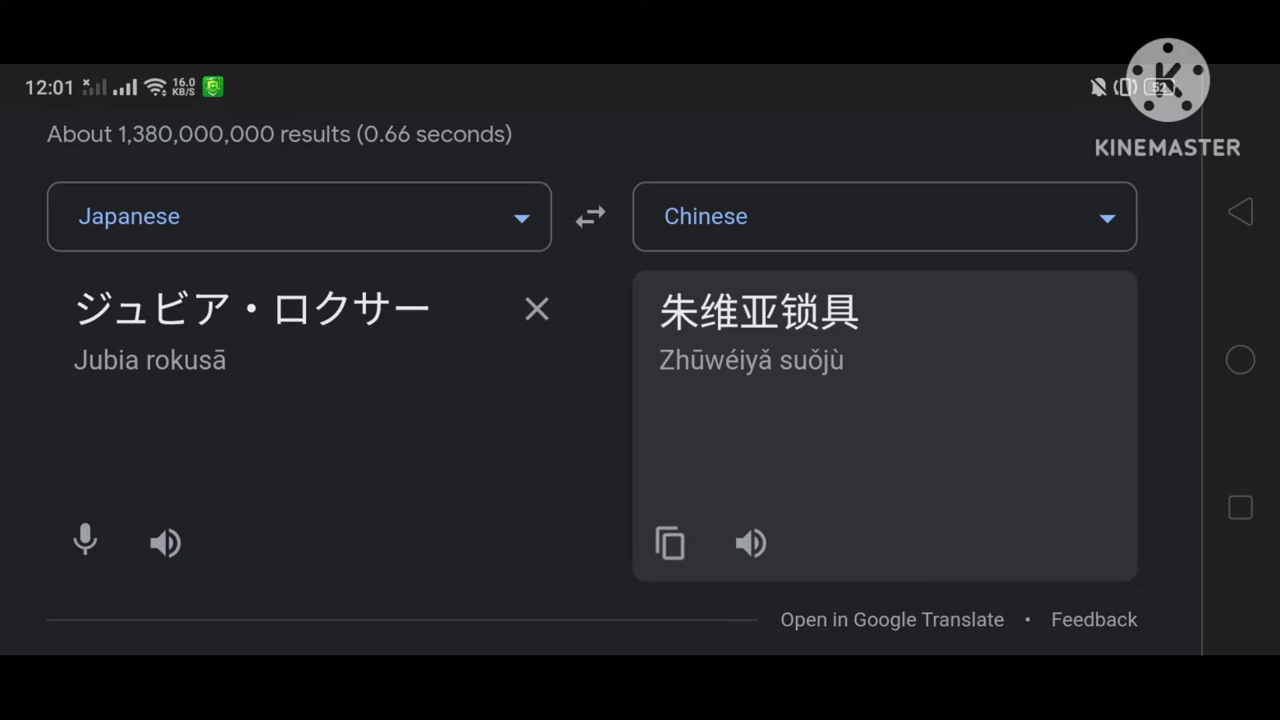 12:01 16.0 KB/S 52
KINEMASTER
About 1,380,000,000 results (0.66 seconds)
Japanese
Chinese
ジュビア・ロクサー
Jubia rokusā
朱维亚锁具
Zhūwéiyǎ suǒjù
Open in Google Translate • Feedback